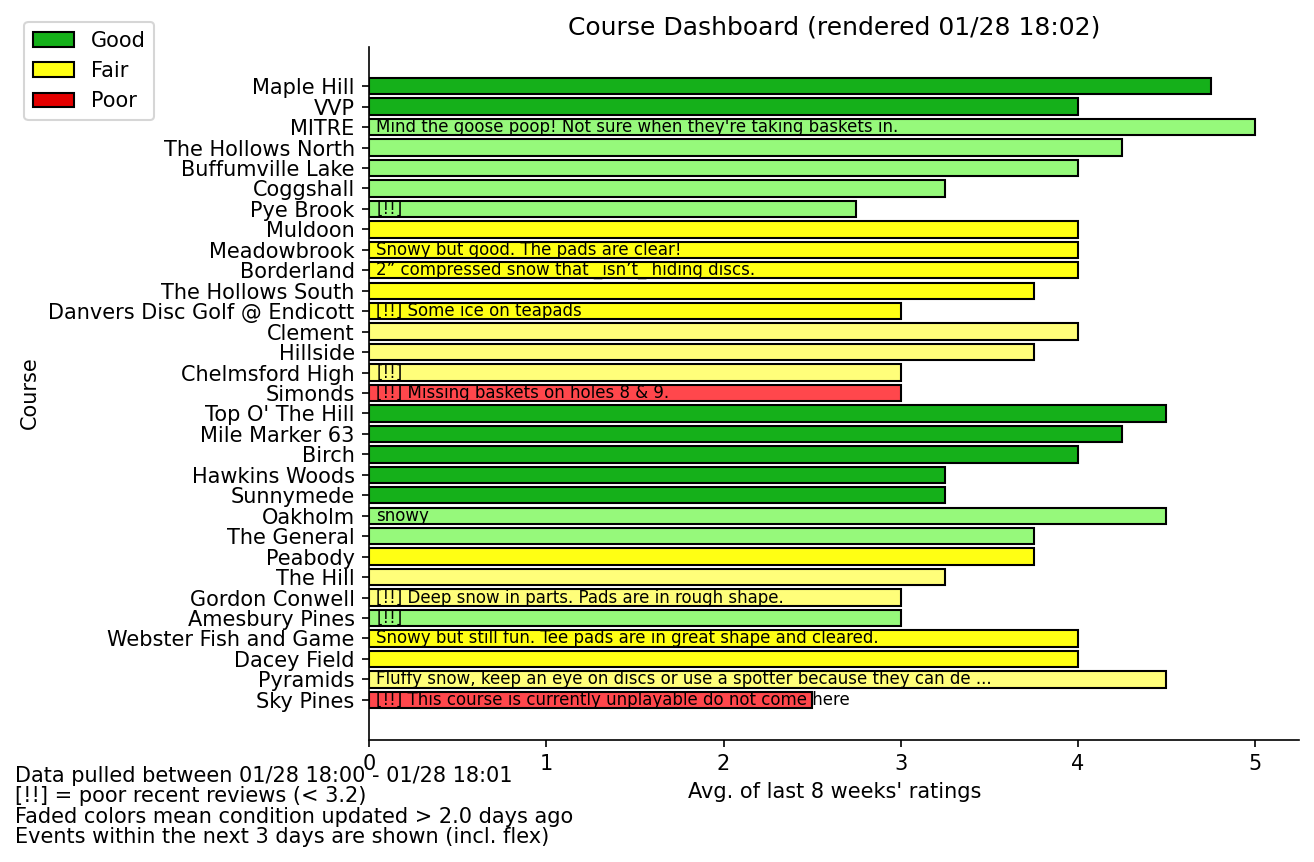 Course Dashboard (rendered 01/28 18:02)
Good
Fair
Poor
Course
Maple Hill
VVP
MITRE Mind the goose poop! Not sure when they're taking baskets in.
The Hollows North
Buffumville Lake
Coggshall
Pye Brook [!!]
Muldoon
Meadowbrook Snowy but good. The pads are clear!
Borderland 2” compressed snow that _isn’t_ hiding discs.
The Hollows South
Danvers Disc Golf @ Endicott [!!] Some ice on teapads
Clement
Hillside
Chelmsford High [!!]
Simonds [!!] Missing baskets on holes 8 & 9.
Top O' The Hill
Mile Marker 63
Birch
Hawkins Woods
Sunnymede
Oakholm snowy
The General
Peabody
The Hill
Gordon Conwell [!!] Deep snow in parts. Pads are in rough shape.
Amesbury Pines [!!]
Webster Fish and Game Snowy but still fun. Tee pads are in great shape and cleared.
Dacey Field
Pyramids Fluffy snow, keep an eye on discs or use a spotter because they can de ...
Sky Pines [!!] This course is currently unplayable do not come here
0 1 2 3 4 5
Avg. of last 8 weeks' ratings
Data pulled between 01/28 18:00 - 01/28 18:01
[!!] = poor recent reviews (< 3.2)
Faded colors mean condition updated > 2.0 days ago
Events within the next 3 days are shown (incl. flex)